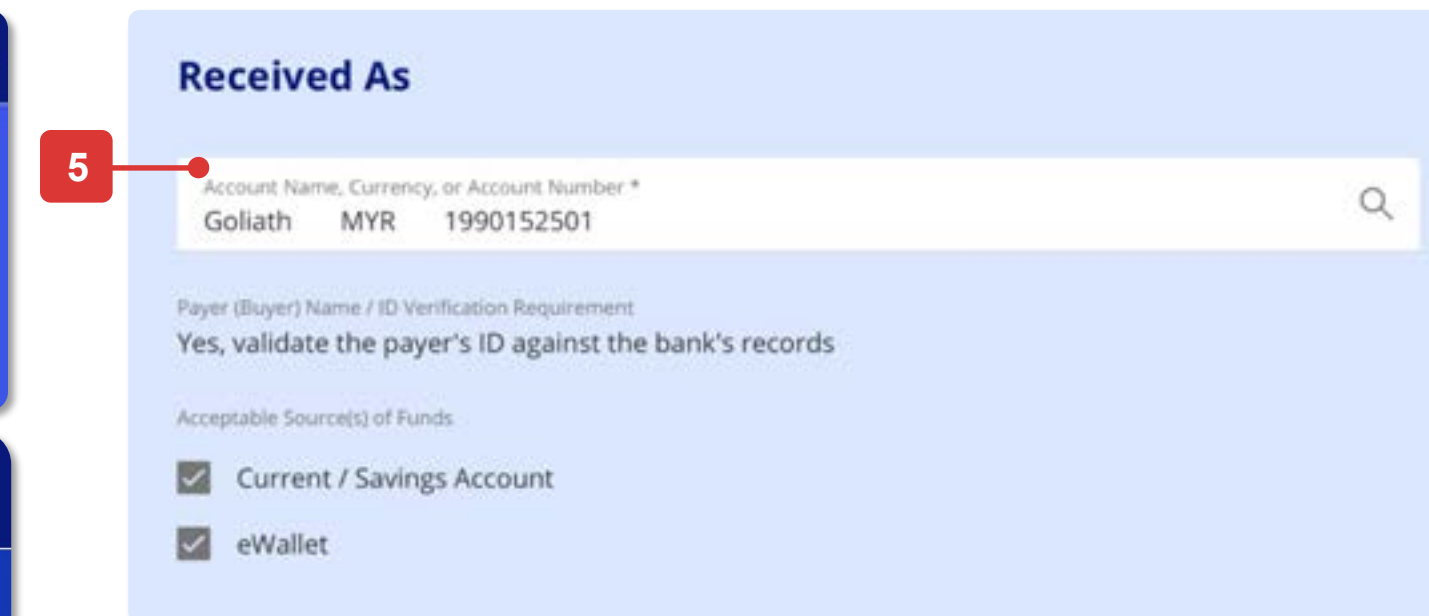 Received As
5
Account Name, Currency, or Account Number *
Goliath MYR 1990152501
Payer (Buyer) Name / ID Verification Requirement
Yes, validate the payer's ID against the bank's records
Acceptable Source(s) of Funds
Current / Savings Account
eWallet